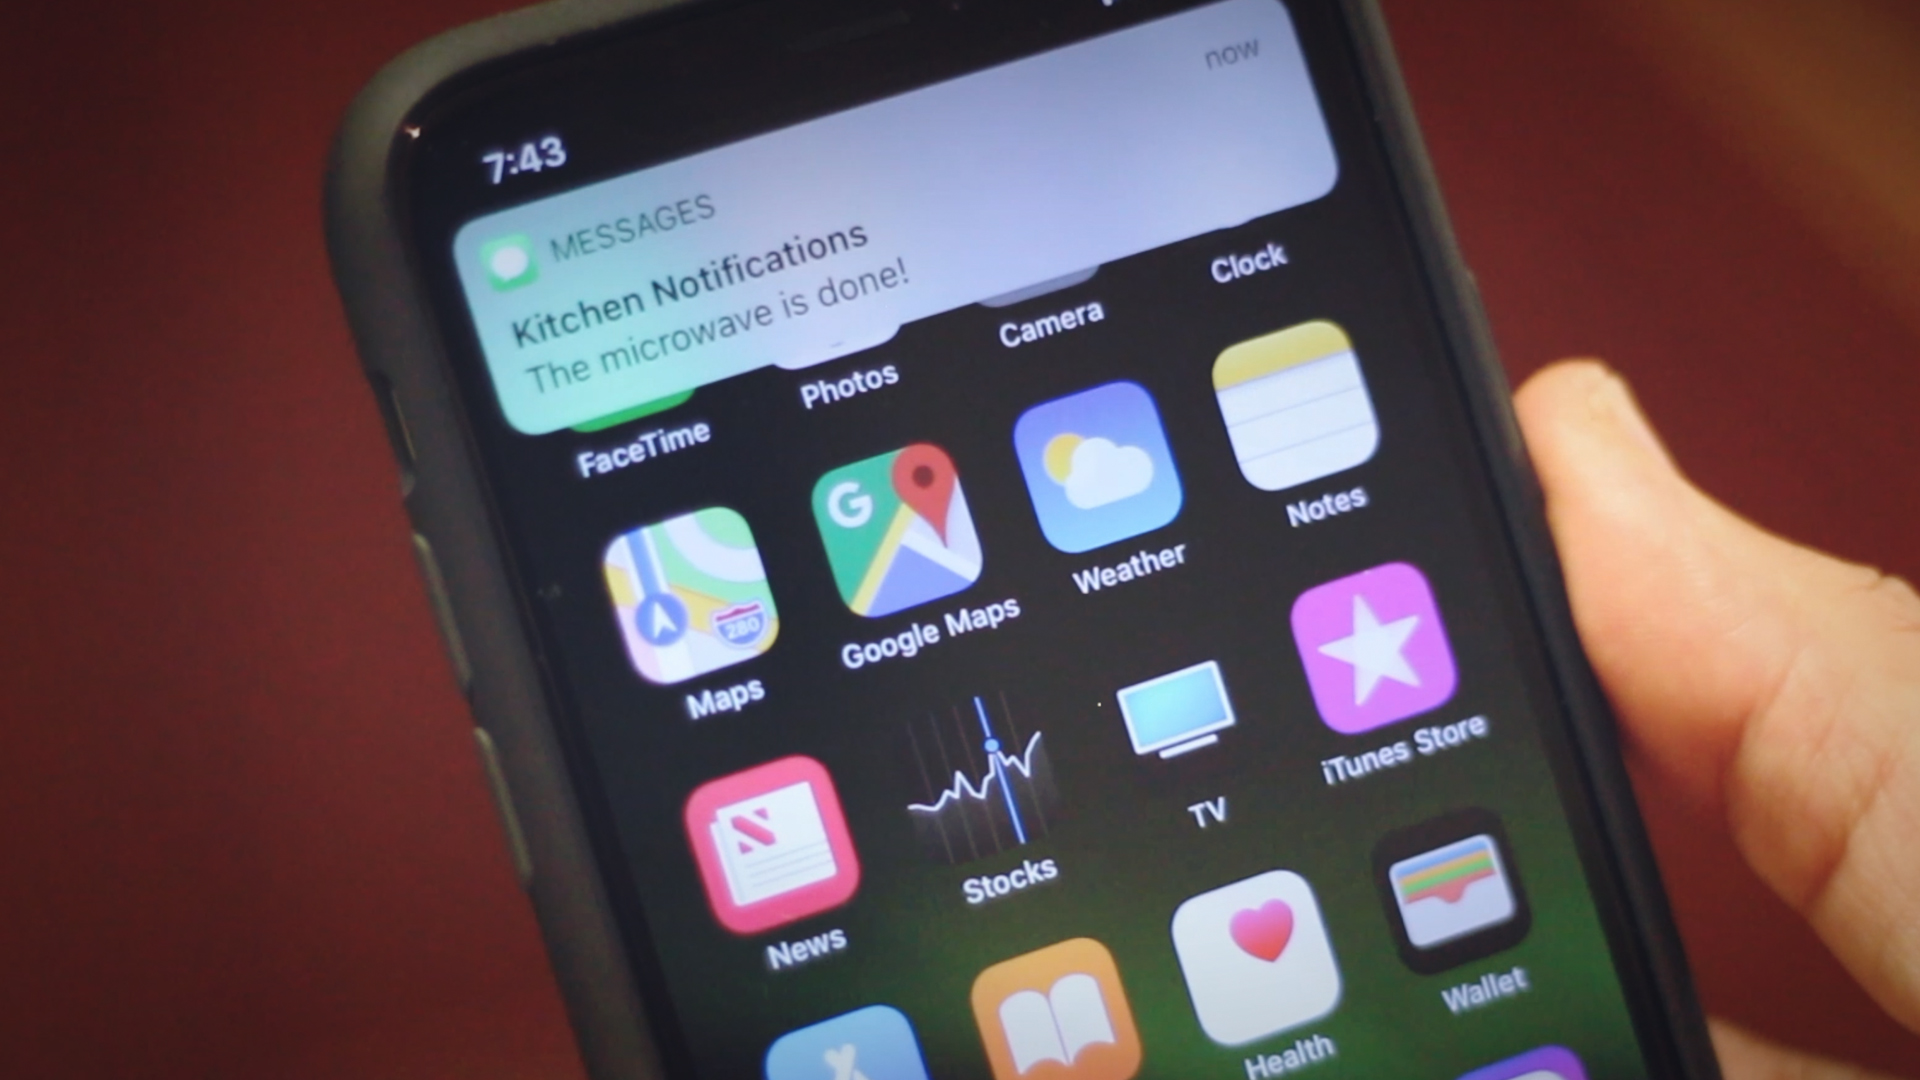 7:43
MESSAGES
now
Kitchen Notifications
The microwave is done!
FaceTime
Photos
Camera
Clock
280
Maps
G
Google Maps
Weather
Notes
News
Stocks
TV
iTunes Store
Health
Wallet